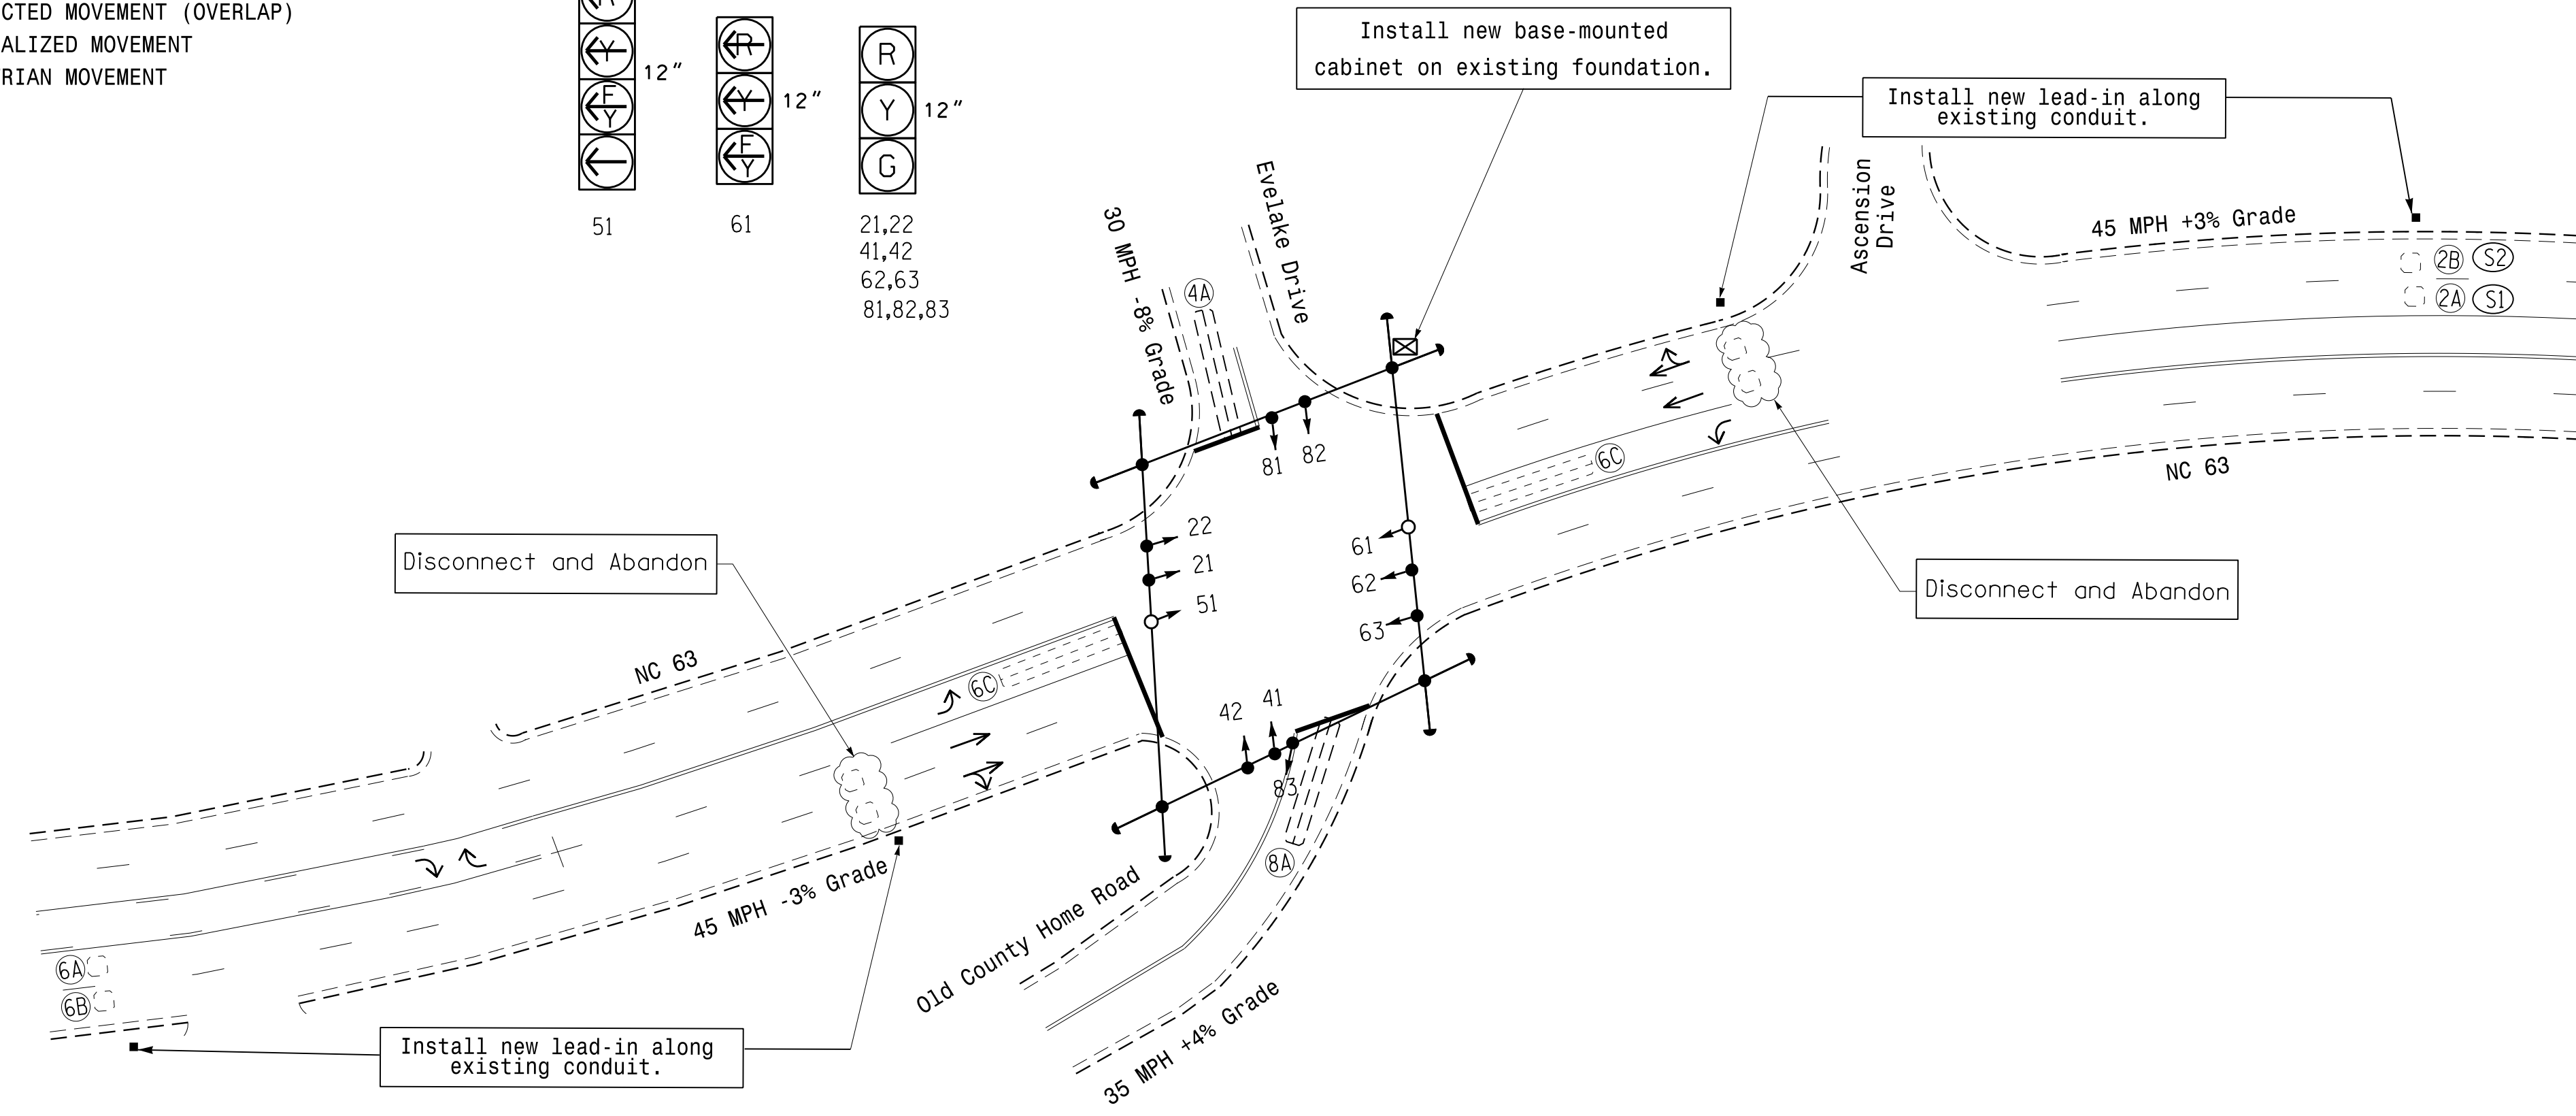 CTED MOVEMENT (OVERLAP)
ALIZED MOVEMENT
RIAN MOVEMENT
Y
F
Y
12"
51
R
Y
F
Y
12"
61
R
Y
G
12"
21,22
41,42
62,63
81,82,83
Install new base-mounted
cabinet on existing foundation.
Install new lead-in along
existing conduit.
30 MPH -8% Grade
4A
Evelake Drive
Ascension
Drive
45 MPH +3% Grade
2B
S2
2A
S1
NC 63
81
82
6C
22
21
51
61
62
63
Disconnect and Abandon
Disconnect and Abandon
NC 63
6C
42
41
83
8A
45 MPH -3% Grade
Old County Home Road
35 MPH +4% Grade
6A
6B
Install new lead-in along
existing conduit.